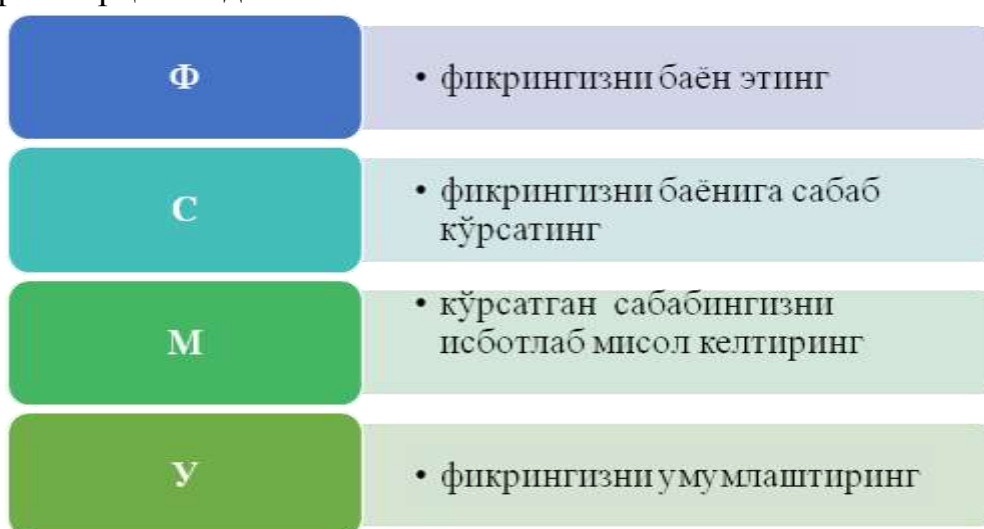 Ф
• фикрингизни баён этинг
С
• фикрингизни баёнига сабаб
кўрсатинг
М
• кўрсатган сабабингизни
исботлаб мисол келтиринг
У
• фикрингизни умумлаштиринг